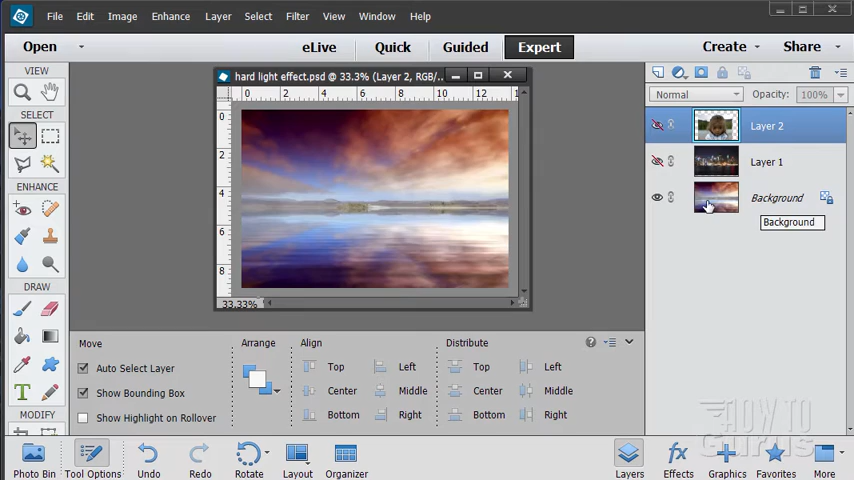 File Edit Image Enhance Layer Select Filter View Window Help
Open eLive Quick Guided Expert Create Share
VIEW
SELECT
ENHANCE
DRAW
MODIFY
hard light effect.psd @ 33.3% (Layer 2, RGB/...
0 2 4 6 8 10 12
0
2
4
6
8
33.33%
Normal Opacity: 100%
Layer 2
Layer 1
Background
Background
Move Arrange Align Distribute
Auto Select Layer Top Left Top Left
Show Bounding Box Center Middle Center Middle
Show Highlight on Rollover Bottom Right Bottom Right
HOW TO
Gurus
Photo Bin Tool Options Undo Redo Rotate Layout Organizer Layers Effects Graphics Favorites More